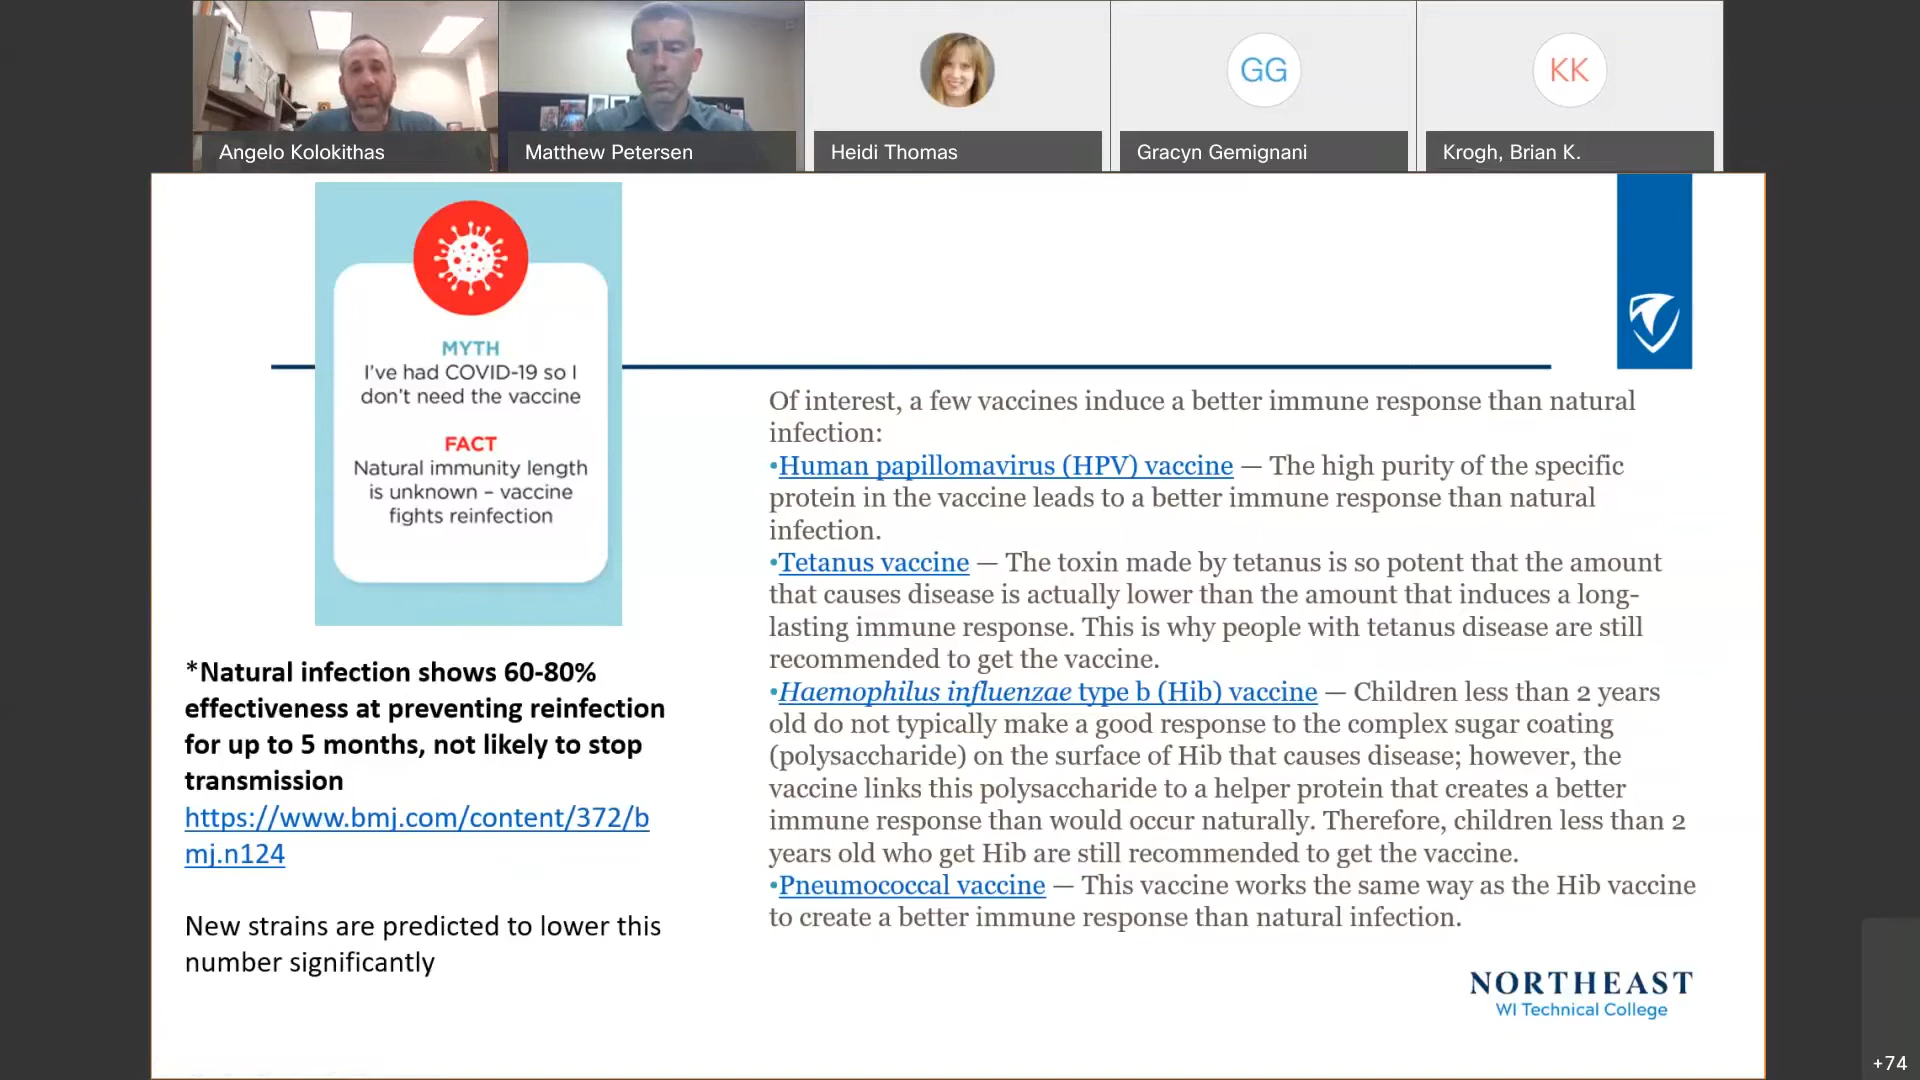 Angelo Kolokithas
Matthew Petersen
Heidi Thomas
GG
Gracyn Gemignani
KK
Krogh, Brian K.
MYTH
I've had COVID-19 so I
don't need the vaccine
FACT
Natural immunity length
is unknown – vaccine
fights reinfection
*Natural infection shows 60-80%
effectiveness at preventing reinfection
for up to 5 months, not likely to stop
transmission
https://www.bmj.com/content/372/b
mj.n124
New strains are predicted to lower this
number significantly
Of interest, a few vaccines induce a better immune response than natural
infection:
•Human papillomavirus (HPV) vaccine — The high purity of the specific
protein in the vaccine leads to a better immune response than natural
infection.
•Tetanus vaccine — The toxin made by tetanus is so potent that the amount
that causes disease is actually lower than the amount that induces a long-
lasting immune response. This is why people with tetanus disease are still
recommended to get the vaccine.
•Haemophilus influenzae type b (Hib) vaccine — Children less than 2 years
old do not typically make a good response to the complex sugar coating
(polysaccharide) on the surface of Hib that causes disease; however, the
vaccine links this polysaccharide to a helper protein that creates a better
immune response than would occur naturally. Therefore, children less than 2
years old who get Hib are still recommended to get the vaccine.
•Pneumococcal vaccine — This vaccine works the same way as the Hib vaccine
to create a better immune response than natural infection.
NORTHEAST
WI Technical College
+74